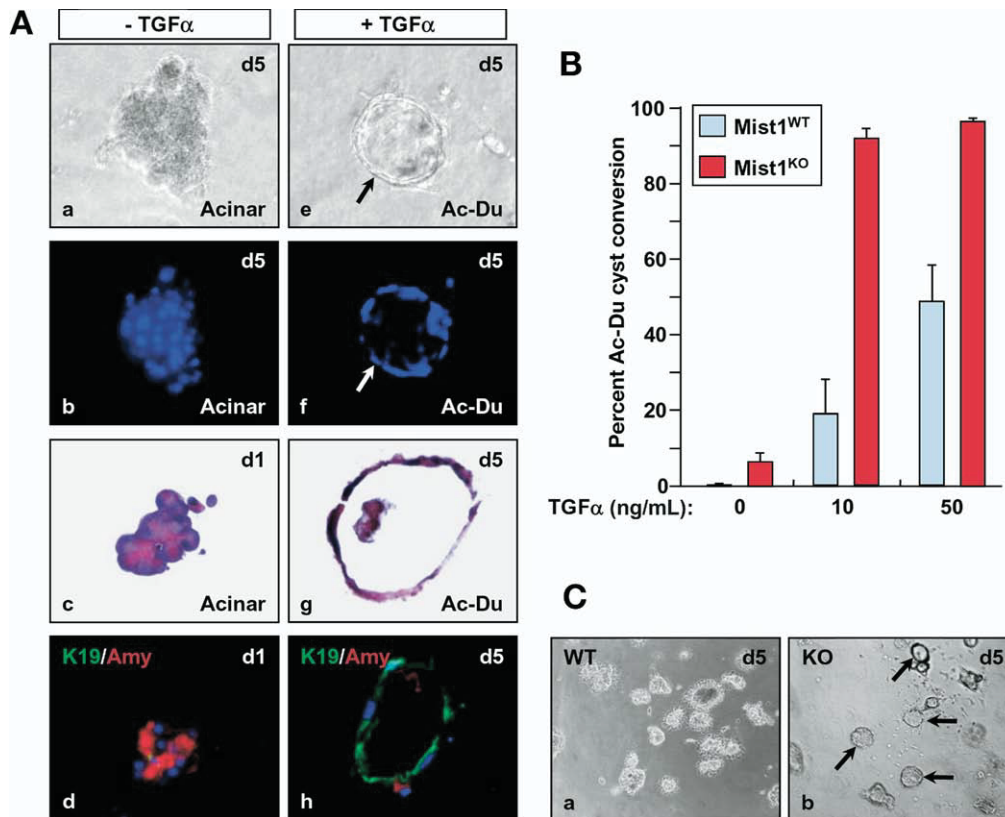 A
- TGFα
+ TGFα
d5
a
Acinar
d5
e
Ac-Du
d5
b
Acinar
d5
f
Ac-Du
d1
c
Acinar
d5
g
Ac-Du
K19/Amy d1
d
K19/Amy d5
h
B
Percent Ac-Du cyst conversion
100
80
60
40
20
0
Mist1WT
Mist1KO
TGFα (ng/mL): 0 10 50
C
WT d5
a
KO d5
b